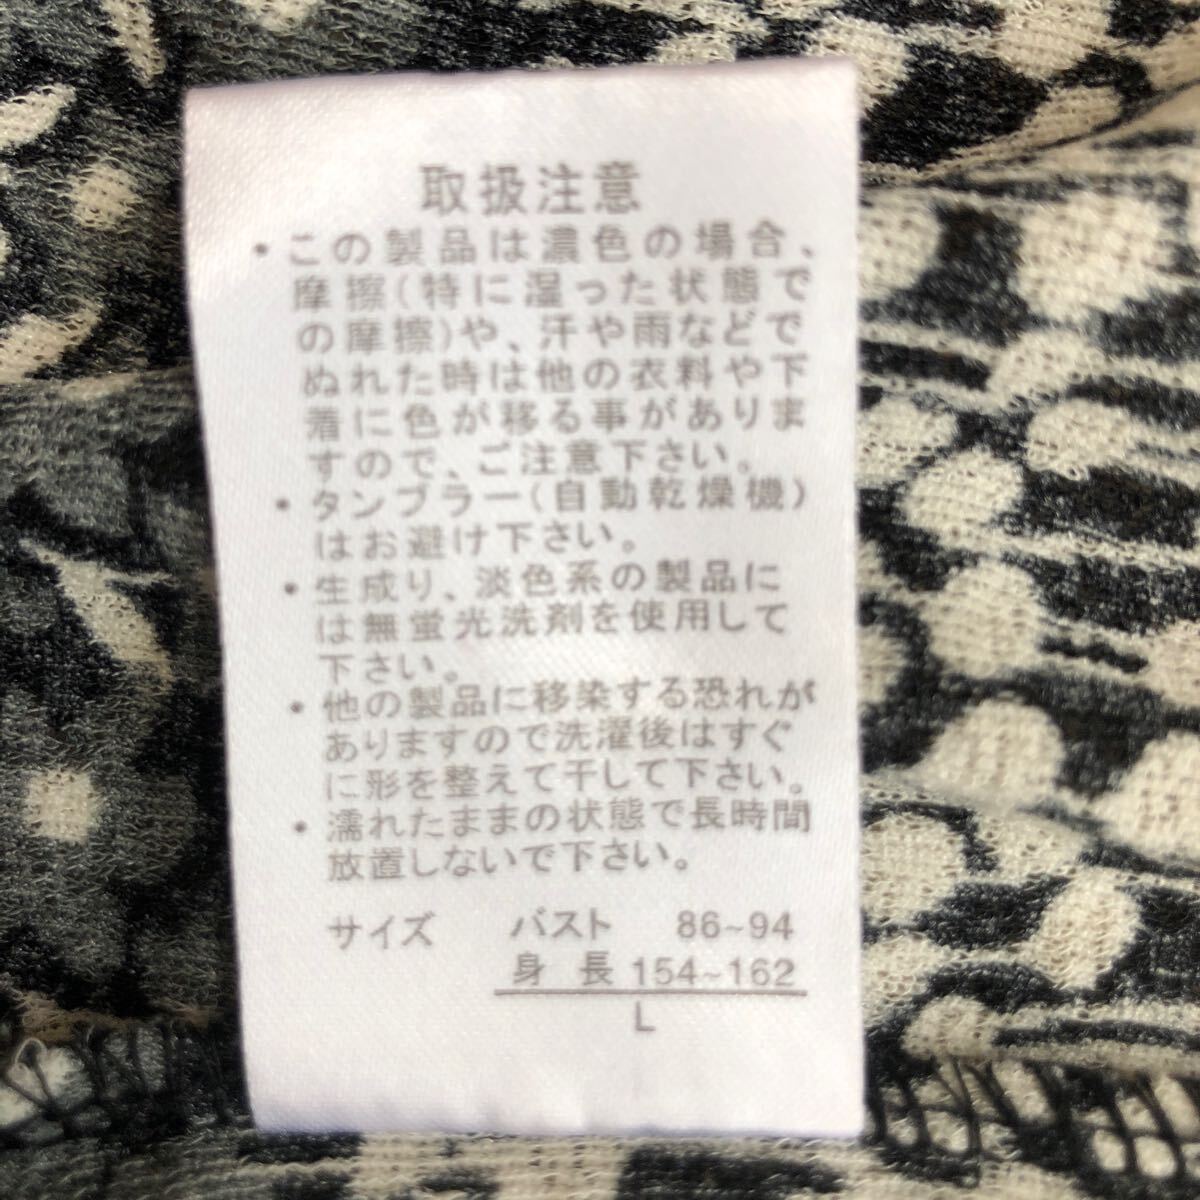 取扱注意
・この製品は濃色の場合、
摩擦(特に湿った状態で
の摩擦)や、汗や雨などで
ぬれた時は他の衣料や下
着に色が移る事がありま
すので、ご注意下さい。
・タンブラー(自動乾燥機)
はお避け下さい。
・生成り、淡色系の製品に
は無蛍光洗剤を使用して
下さい。
・他の製品に移染する恐れが
ありますので洗濯後はすぐ
に形を整えて干して下さい。
・濡れたままの状態で長時間
放置しないで下さい。
サイズ バスト 86~94
身長 154~162
L